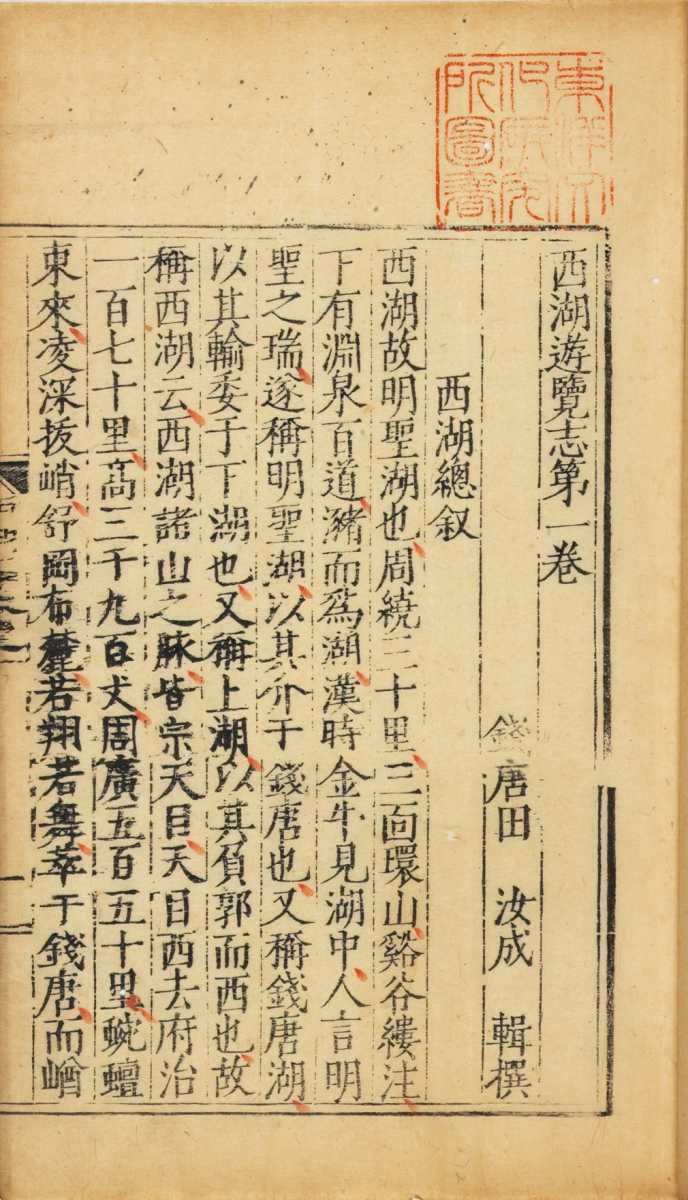 東洋文
化研究
所圖書
西湖遊覽志第一卷
錢唐田汝成輯撰
西湖總叙
西湖故明聖湖也周繞三十里三面環山谿谷縷注
下有淵泉百道瀦而爲湖漢時金牛見湖中人言明
聖之瑞遂稱明聖湖以其介于錢唐也又稱錢唐湖
以其輸委于下湖也又稱上湖以其負郭而西也故
稱西湖云西湖諸山之脉皆宗天目天目西去府治
一百七十里高三千九百丈周廣五百五十里蜿蟺
東來凌深拔峭舒岡布麓若翔若舞萃于錢唐而崷